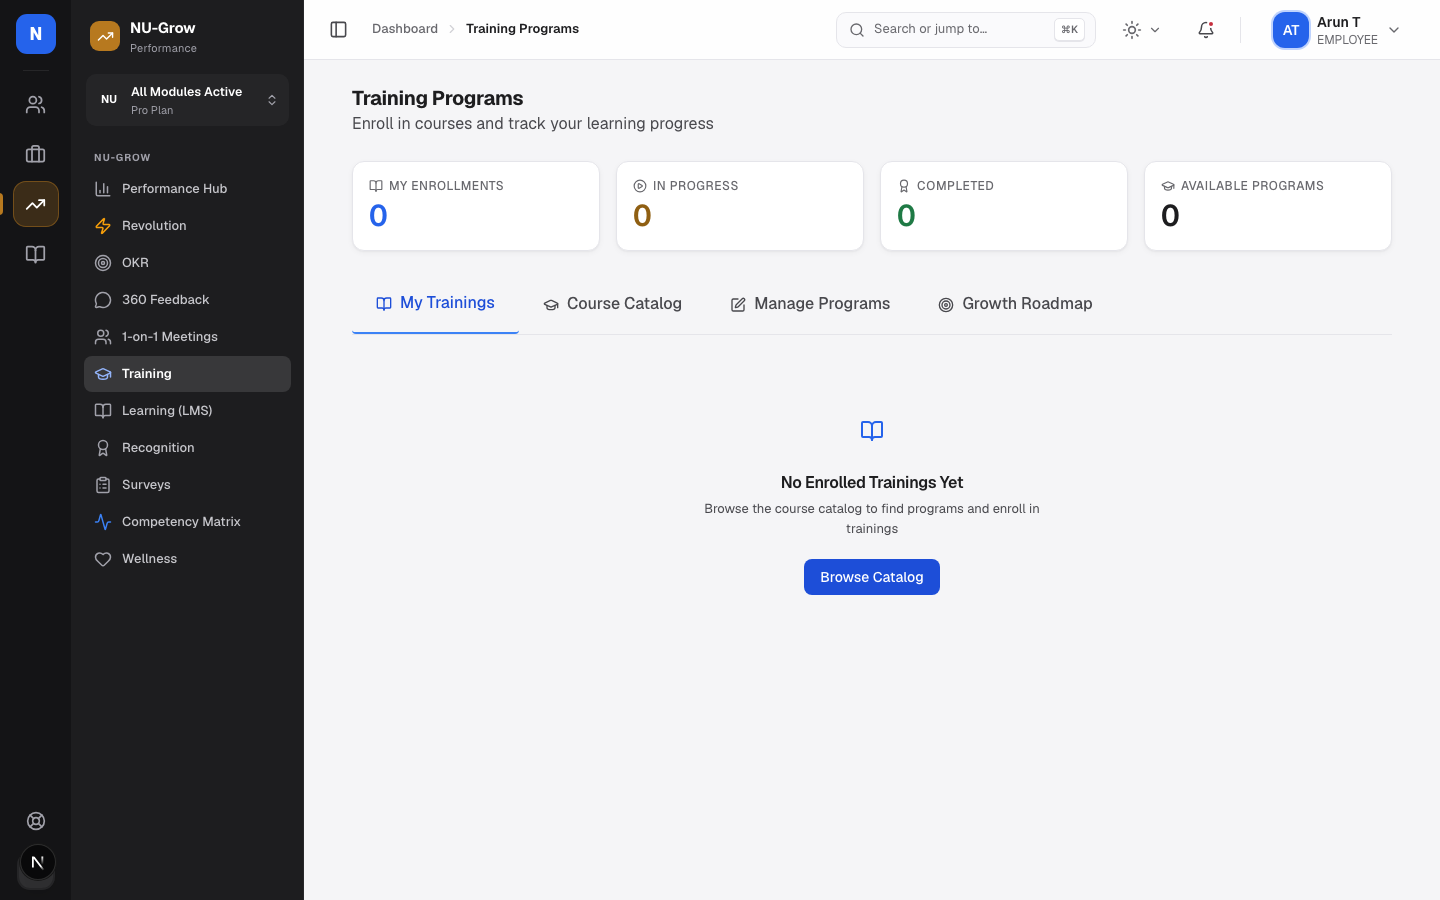 N
NU-Grow
Performance
NU
All Modules Active
Pro Plan
NU-GROW
Performance Hub
Revolution
OKR
360 Feedback
1-on-1 Meetings
Training
Learning (LMS)
Recognition
Surveys
Competency Matrix
Wellness
N
Dashboard
Training Programs
Search or jump to...
⌘K
AT
Arun T
EMPLOYEE
Training Programs
Enroll in courses and track your learning progress
MY ENROLLMENTS
0
IN PROGRESS
0
COMPLETED
0
AVAILABLE PROGRAMS
0
My Trainings
Course Catalog
Manage Programs
Growth Roadmap
No Enrolled Trainings Yet
Browse the course catalog to find programs and enroll in
trainings
Browse Catalog